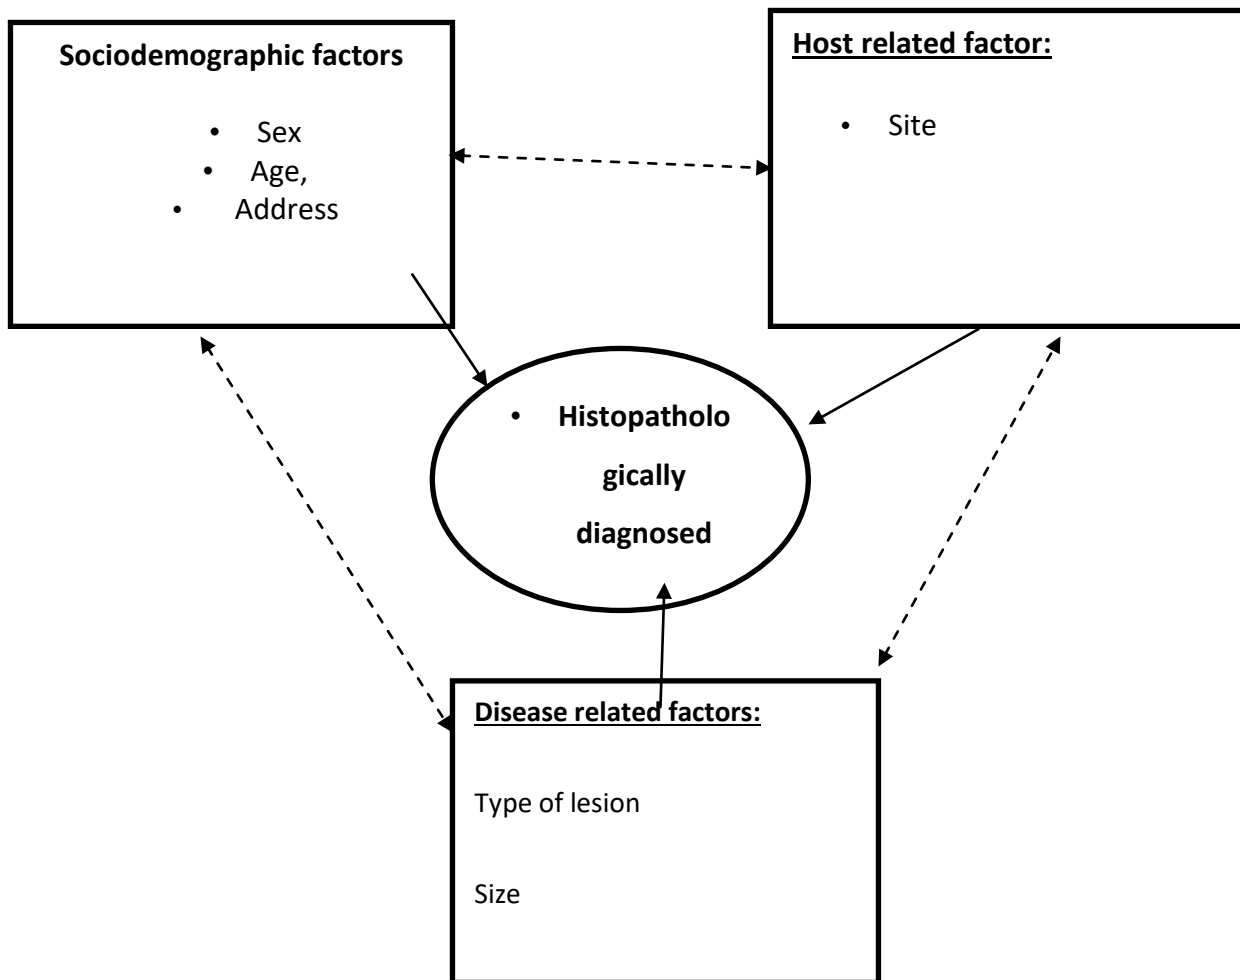 Sociodemographic factors
• Sex
• Age,
• Address
Host related factor:
• Site
• Histopatholo
gically
diagnosed
Disease related factors:
Type of lesion
Size